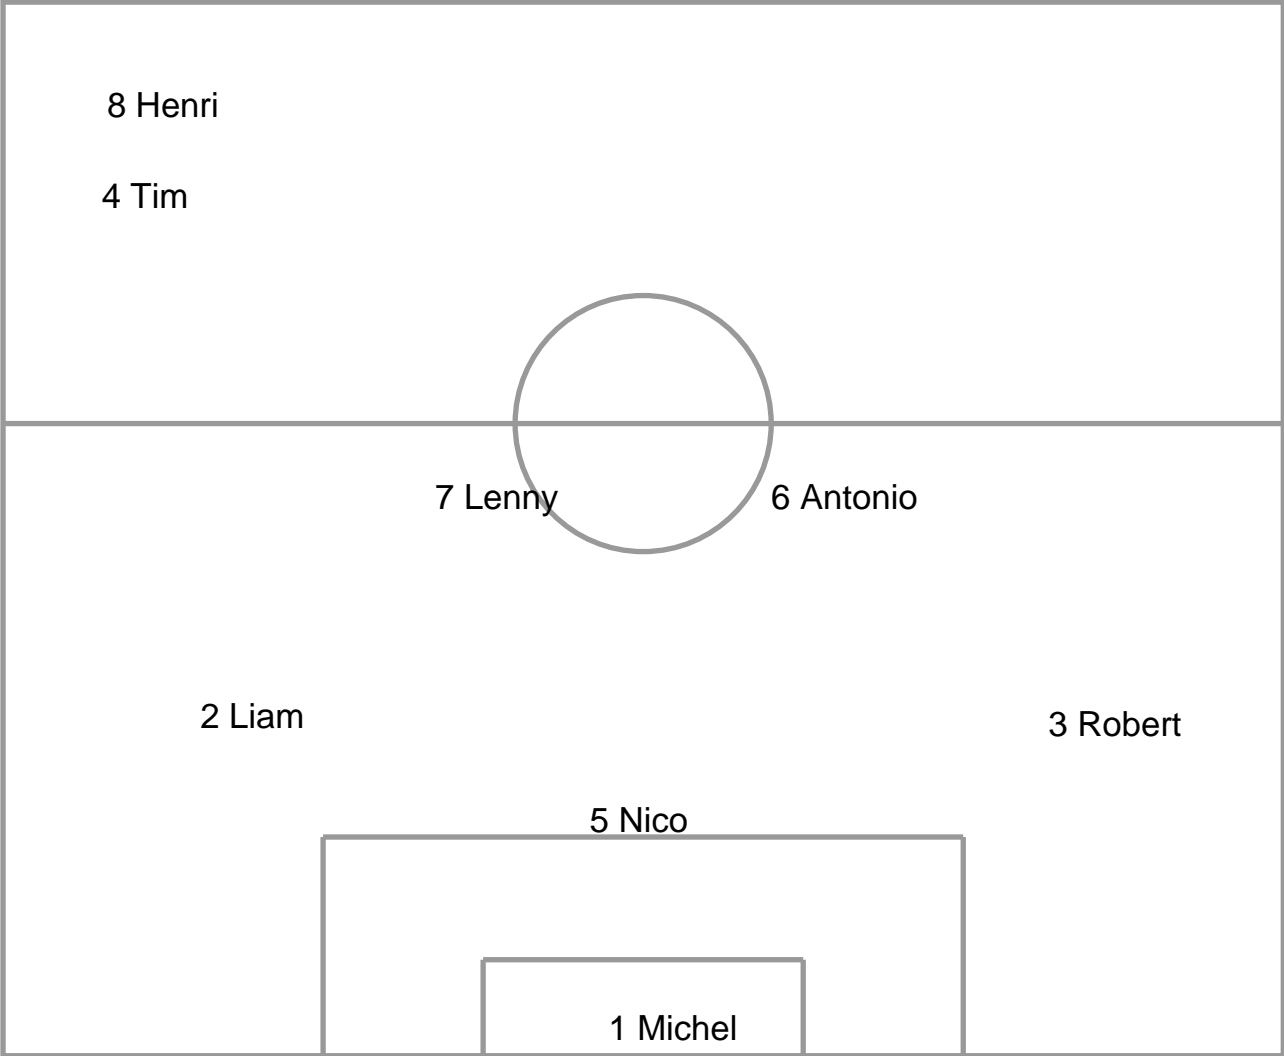 8 Henri
4 Tim
7 Lenny
6 Antonio
2 Liam
3 Robert
5 Nico
1 Michel